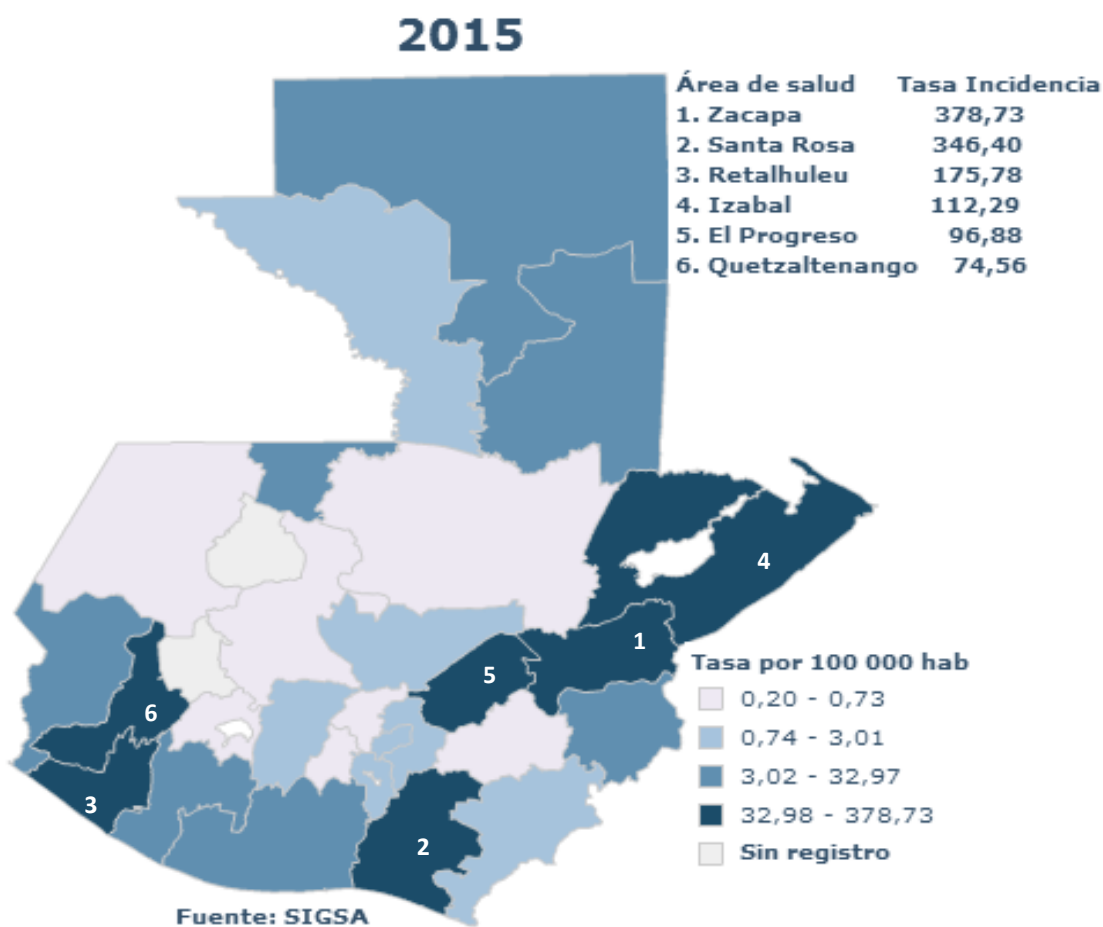 2015
Área de salud Tasa Incidencia
1. Zacapa 378,73
2. Santa Rosa 346,40
3. Retalhuleu 175,78
4. Izabal 112,29
5. El Progreso 96,88
6. Quetzaltenango 74,56
4
1
5
6
3
2
Tasa por 100 000 hab
0,20 - 0,73
0,74 - 3,01
3,02 - 32,97
32,98 - 378,73
Sin registro
Fuente: SIGSA